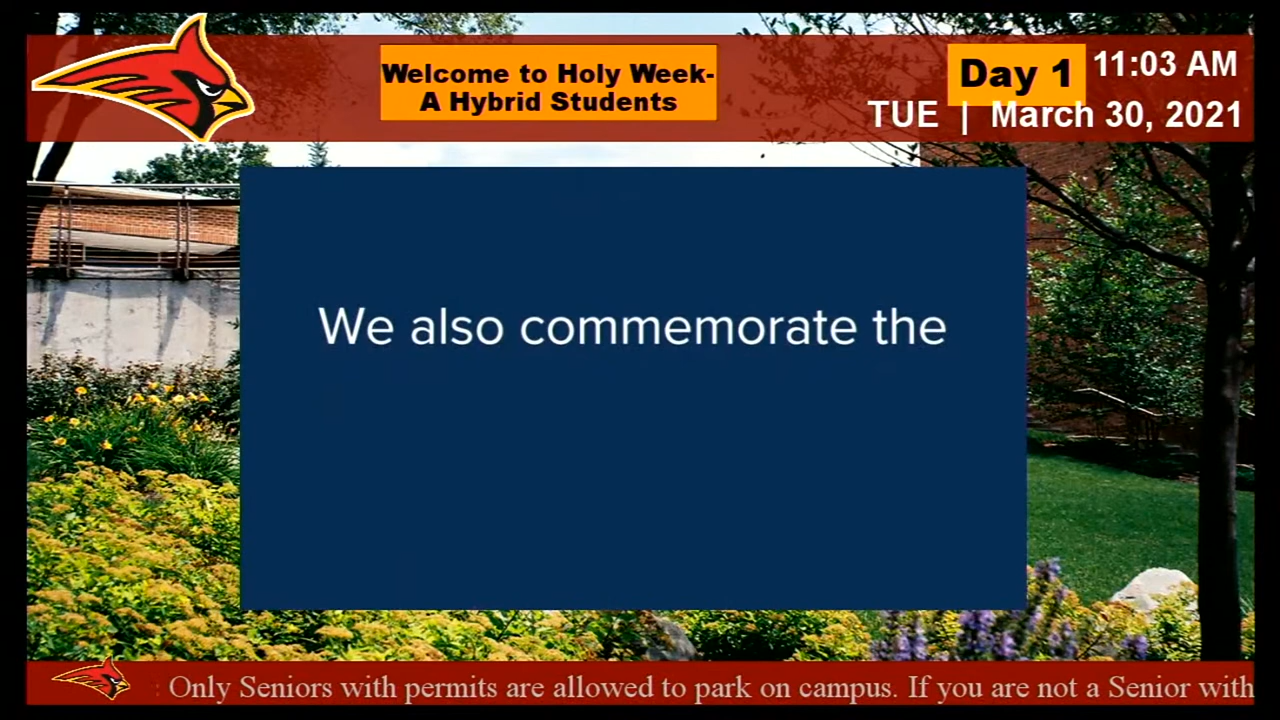 Welcome to Holy Week-
A Hybrid Students
Day 1
11:03 AM
TUE | March 30, 2021
We also commemorate the
: Only Seniors with permits are allowed to park on campus. If you are not a Senior with